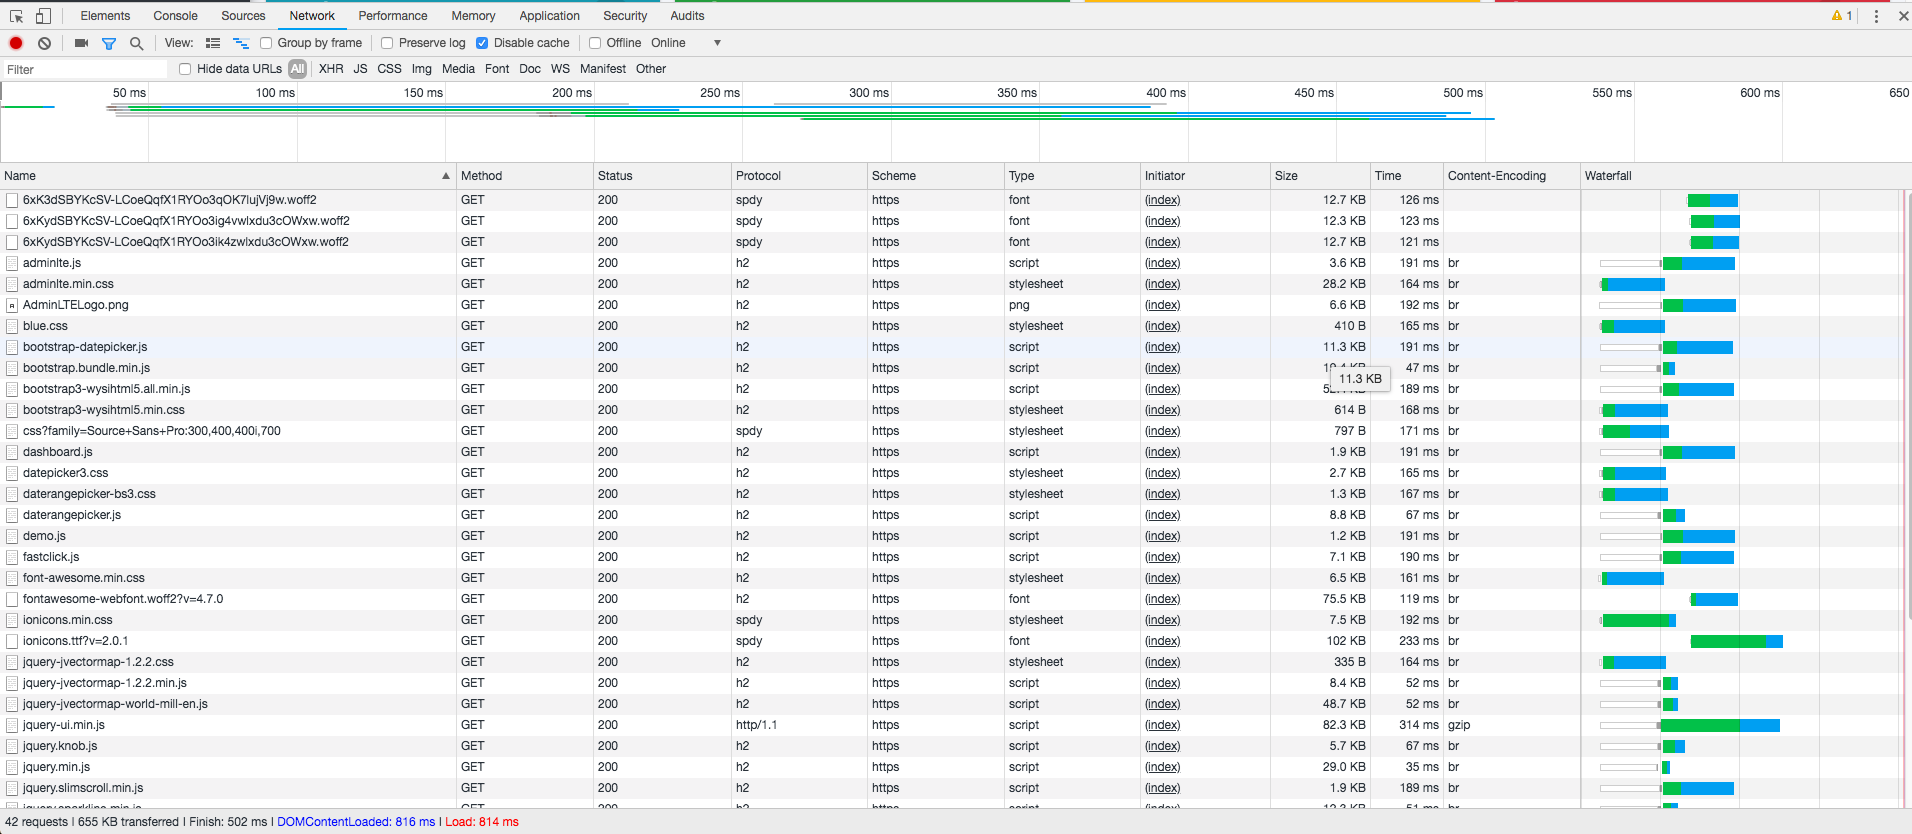 Elements Console Sources Network Performance Memory Application Security Audits 1
View: Group by frame Preserve log Disable cache Offline Online
Filter Hide data URLs All XHR JS CSS Img Media Font Doc WS Manifest Other
50 ms 100 ms 150 ms 200 ms 250 ms 300 ms 350 ms 400 ms 450 ms 500 ms 550 ms 600 ms 650
Name Method Status Protocol Scheme Type Initiator Size Time Content-Encoding Waterfall
6xK3dSBYKcSV-LCoeQqfX1RYOo3qOK7lujVj9w.woff2 GET 200 spdy https font (index) 12.7 KB 126 ms
6xKydSBYKcSV-LCoeQqfX1RYOo3ig4vwlxdu3cOWxw.woff2 GET 200 spdy https font (index) 12.3 KB 123 ms
6xKydSBYKcSV-LCoeQqfX1RYOo3ik4zwlxdu3cOWxw.woff2 GET 200 spdy https font (index) 12.7 KB 121 ms
adminlte.js GET 200 h2 https script (index) 3.6 KB 191 ms br
adminlte.min.css GET 200 h2 https stylesheet (index) 28.2 KB 164 ms br
AdminLTELogo.png GET 200 h2 https png (index) 6.6 KB 192 ms br
blue.css GET 200 h2 https stylesheet (index) 410 B 165 ms br
bootstrap-datepicker.js GET 200 h2 https script (index) 11.3 KB 191 ms br
bootstrap.bundle.min.js GET 200 h2 https script (index) 47 ms br
11.3 KB
bootstrap3-wysihtml5.all.min.js GET 200 h2 https script (index) 189 ms br
bootstrap3-wysihtml5.min.css GET 200 h2 https stylesheet (index) 614 B 168 ms br
css?family=Source+Sans+Pro:300,400,400i,700 GET 200 spdy https stylesheet (index) 797 B 171 ms br
dashboard.js GET 200 h2 https script (index) 1.9 KB 191 ms br
datepicker3.css GET 200 h2 https stylesheet (index) 2.7 KB 165 ms br
daterangepicker-bs3.css GET 200 h2 https stylesheet (index) 1.3 KB 167 ms br
daterangepicker.js GET 200 h2 https script (index) 8.8 KB 67 ms br
demo.js GET 200 h2 https script (index) 1.2 KB 191 ms br
fastclick.js GET 200 h2 https script (index) 7.1 KB 190 ms br
font-awesome.min.css GET 200 h2 https stylesheet (index) 6.5 KB 161 ms br
fontawesome-webfont.woff2?v=4.7.0 GET 200 h2 https font (index) 75.5 KB 119 ms br
ionicons.min.css GET 200 spdy https stylesheet (index) 7.5 KB 192 ms br
ionicons.ttf?v=2.0.1 GET 200 spdy https font (index) 102 KB 233 ms br
jquery-jvectormap-1.2.2.css GET 200 h2 https stylesheet (index) 335 B 164 ms br
jquery-jvectormap-1.2.2.min.js GET 200 h2 https script (index) 8.4 KB 52 ms br
jquery-jvectormap-world-mill-en.js GET 200 h2 https script (index) 48.7 KB 52 ms br
jquery-ui.min.js GET 200 http/1.1 https script (index) 82.3 KB 314 ms gzip
jquery.knob.js GET 200 h2 https script (index) 5.7 KB 67 ms br
jquery.min.js GET 200 h2 https script (index) 29.0 KB 35 ms br
jquery.slimscroll.min.js GET 200 h2 https script (index) 1.9 KB 189 ms br
jquery.sparkline.min.js GET 200 h2 https script (index) 12.3 KB 51 ms br
42 requests | 655 KB transferred | Finish: 502 ms | DOMContentLoaded: 816 ms | Load: 814 ms